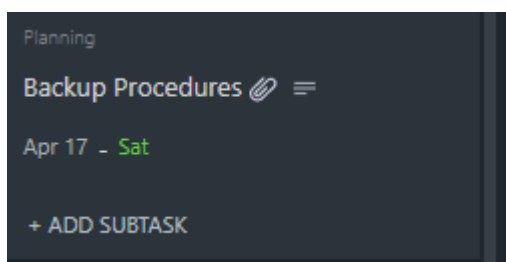 Planning
Backup Procedures
Apr 17 - Sat
+ ADD SUBTASK